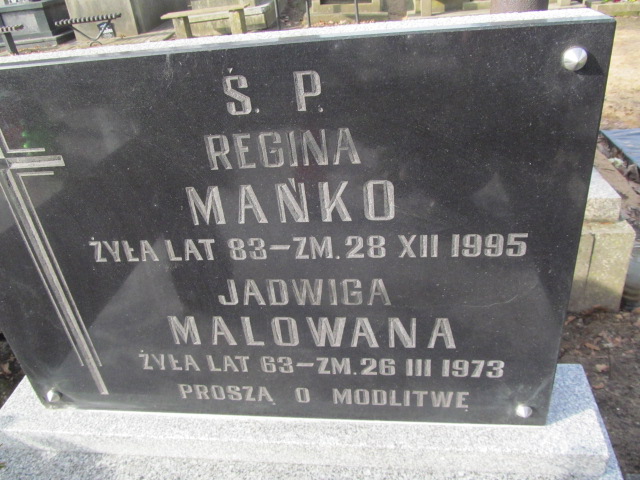 Ś. P.
REGINA
MAŃKO
ŻYŁA LAT 83-ZM. 28 XII 1995
JADWIGA
MALOWANA
ŻYŁA LAT 63-ZM. 26 III 1973
PROSZĄ O MODLITWĘ